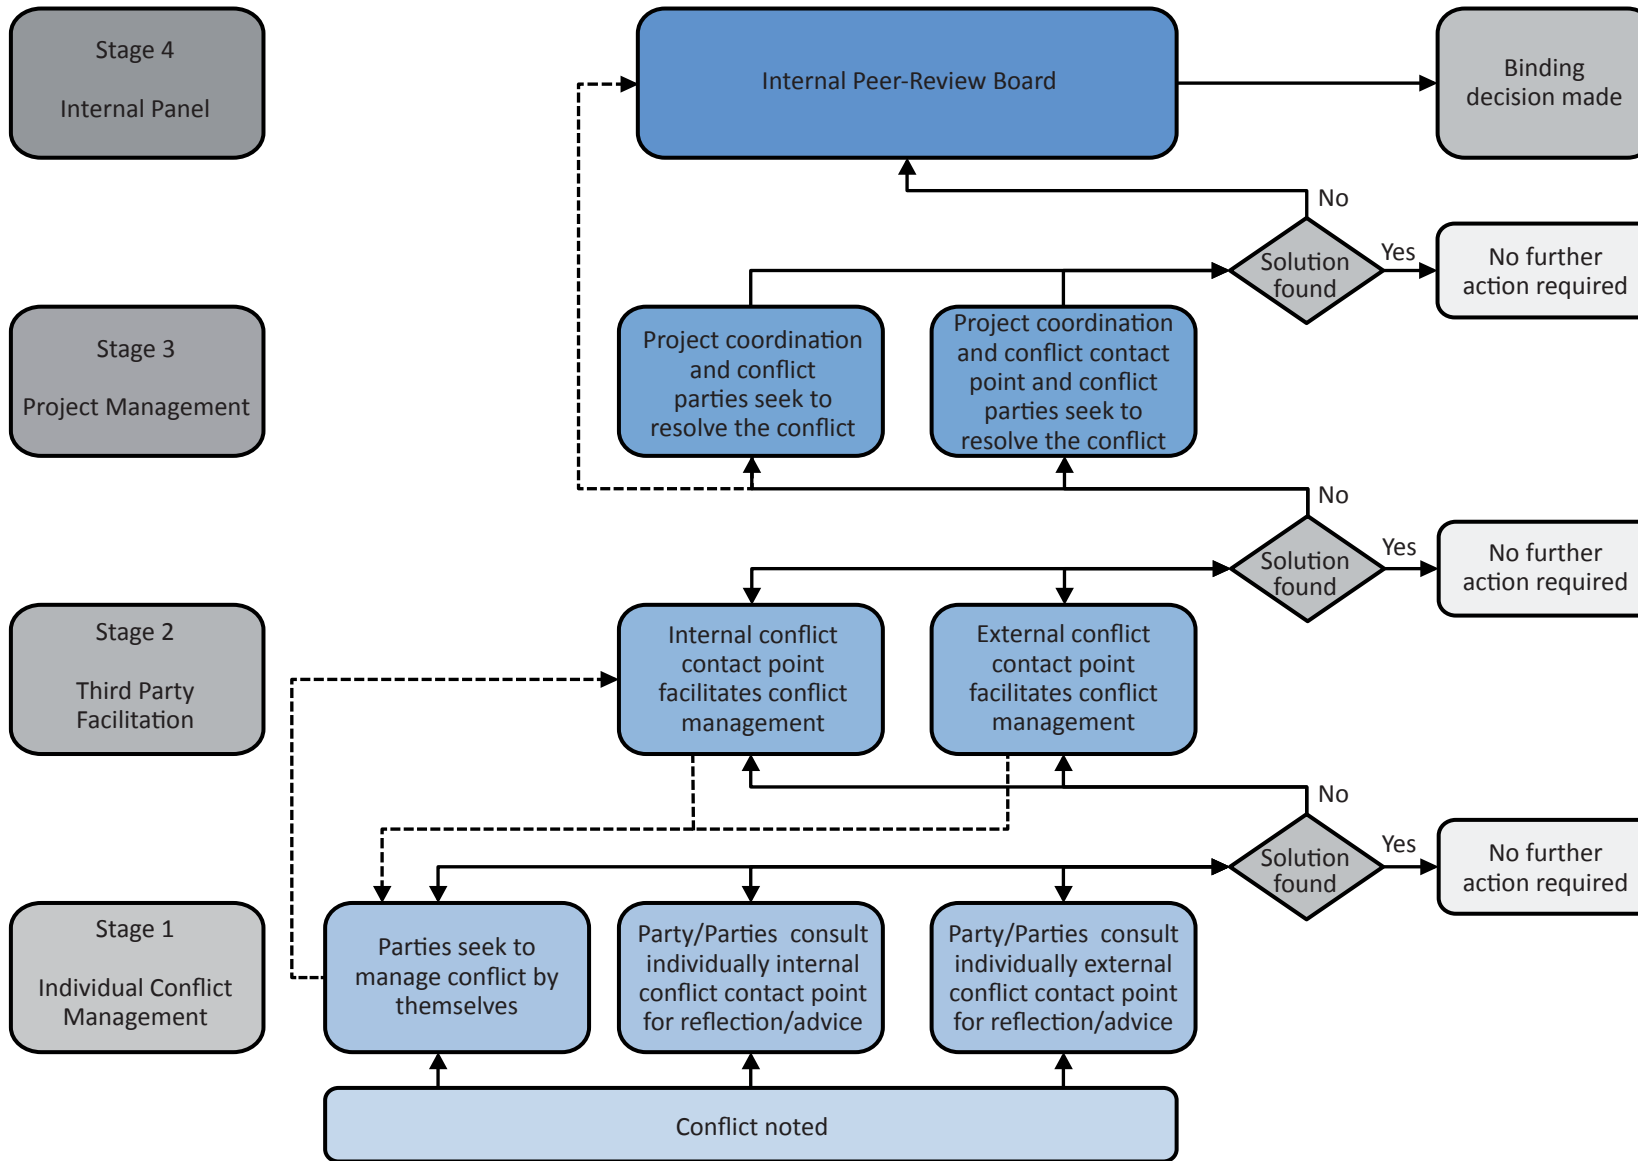 Stage 4
Internal Panel
Internal Peer-Review Board
Binding
decision made
No
Solution
found
Yes
No further
action required
Stage 3
Project Management
Project coordination
and conflict
parties seek to
resolve the conflict
Project coordination
and conflict contact
point and conflict
parties seek to
resolve the conflict
No
Solution
found
Yes
No further
action required
Stage 2
Third Party
Facilitation
Internal conflict
contact point
facilitates conflict
management
External conflict
contact point
facilitates conflict
management
No
Solution
found
Yes
No further
action required
Stage 1
Individual Conflict
Management
Parties seek to
manage conflict by
themselves
Party/Parties consult
individually internal
conflict contact point
for reflection/advice
Party/Parties consult
individually external
conflict contact point
for reflection/advice
Conflict noted